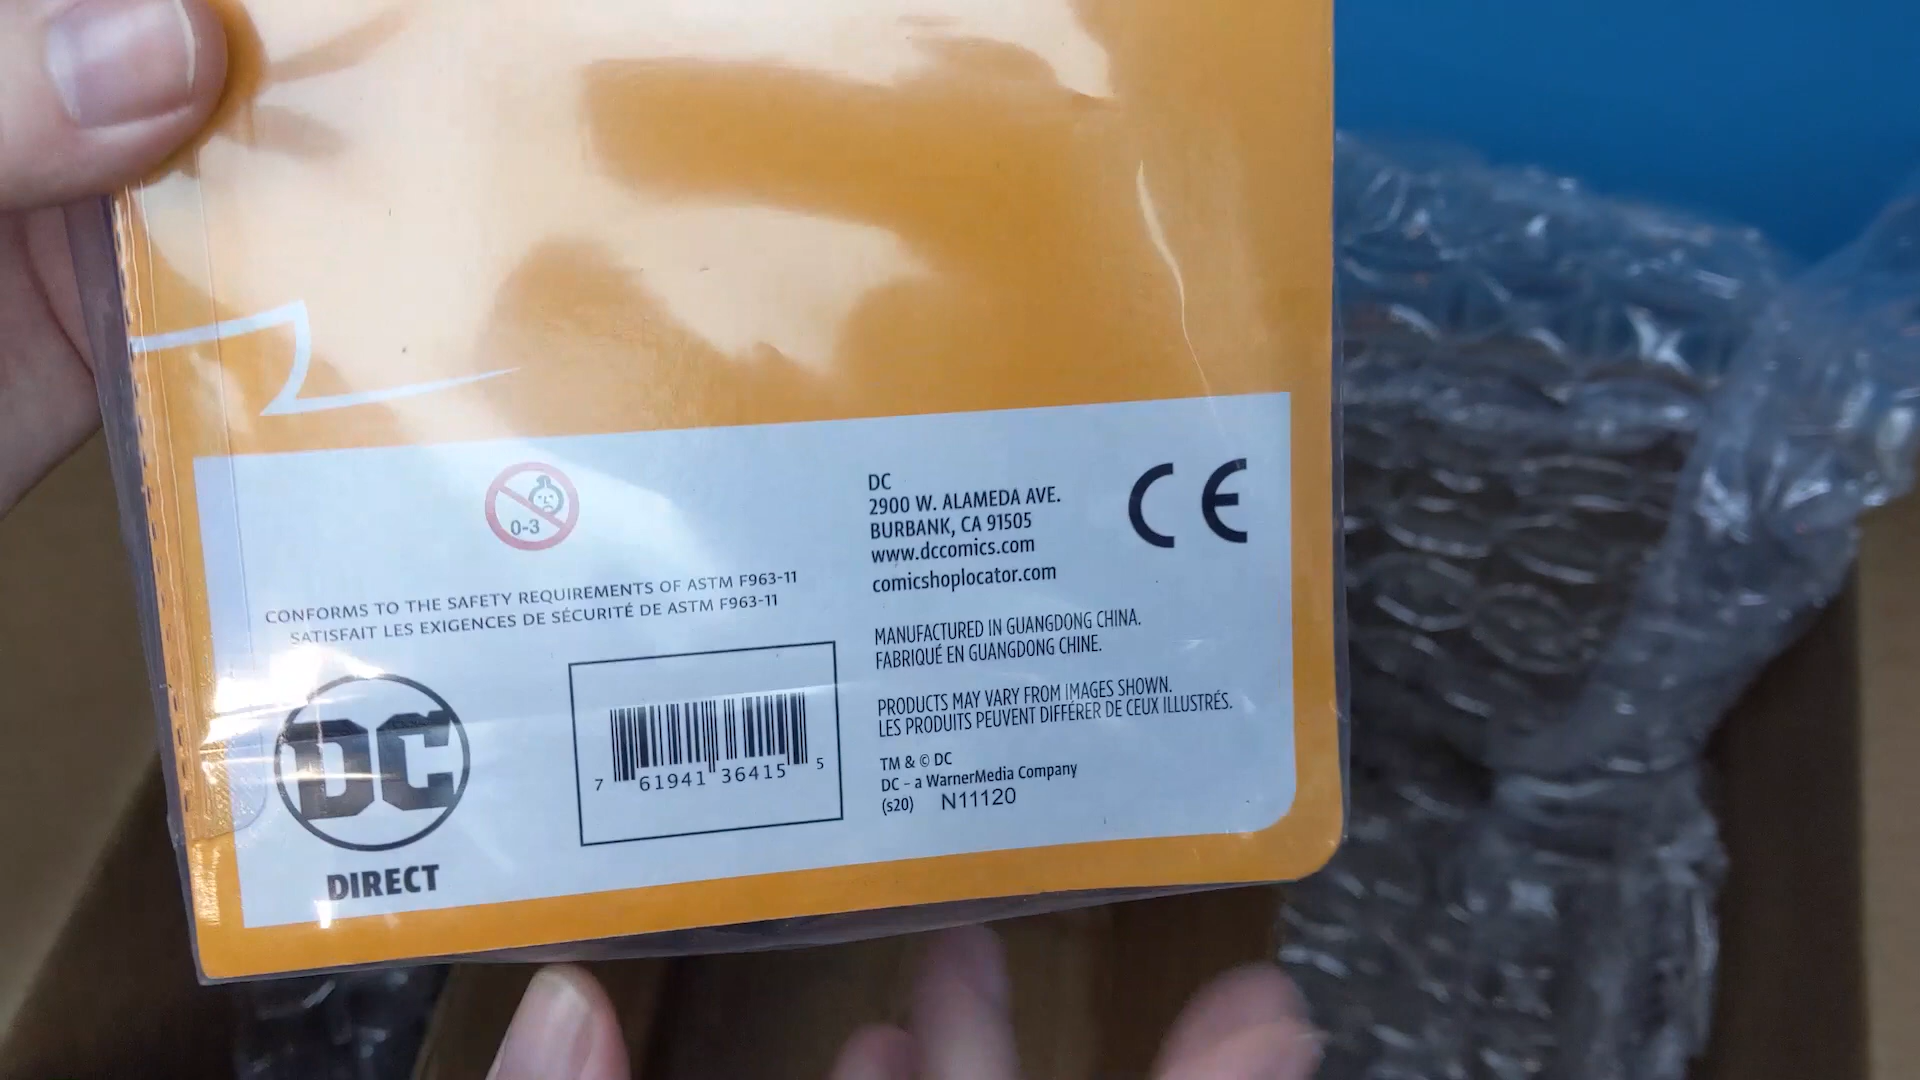 0-3
CONFORMS TO THE SAFETY REQUIREMENTS OF ASTM F963-11
SATISFAIT LES EXIGENCES DE SÉCURITÉ DE ASTM F963-11
DC
DIRECT
7 61941 36415 5
DC
2900 W. ALAMEDA AVE.
BURBANK, CA 91505
www.dccomics.com
comicshoplocator.com
CE
MANUFACTURED IN GUANGDONG CHINA.
FABRIQUÉ EN GUANGDONG CHINE.
PRODUCTS MAY VARY FROM IMAGES SHOWN.
LES PRODUITS PEUVENT DIFFÉRER DE CEUX ILLUSTRÉS.
TM & © DC
DC – a WarnerMedia Company
(s20) N11120